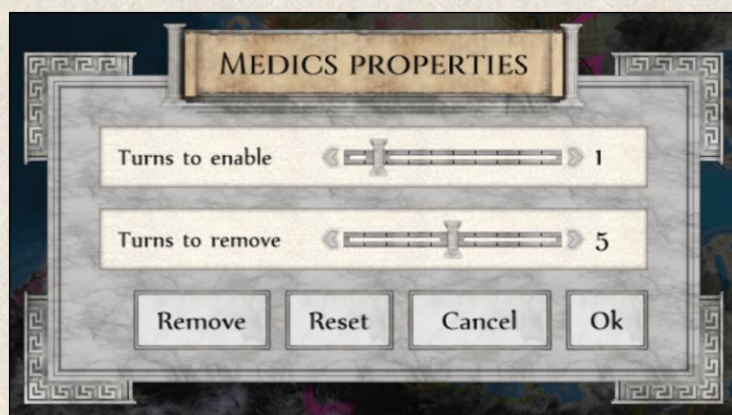 MEDICS PROPERTIES
Turns to enable 1
Turns to remove 5
Remove Reset Cancel Ok